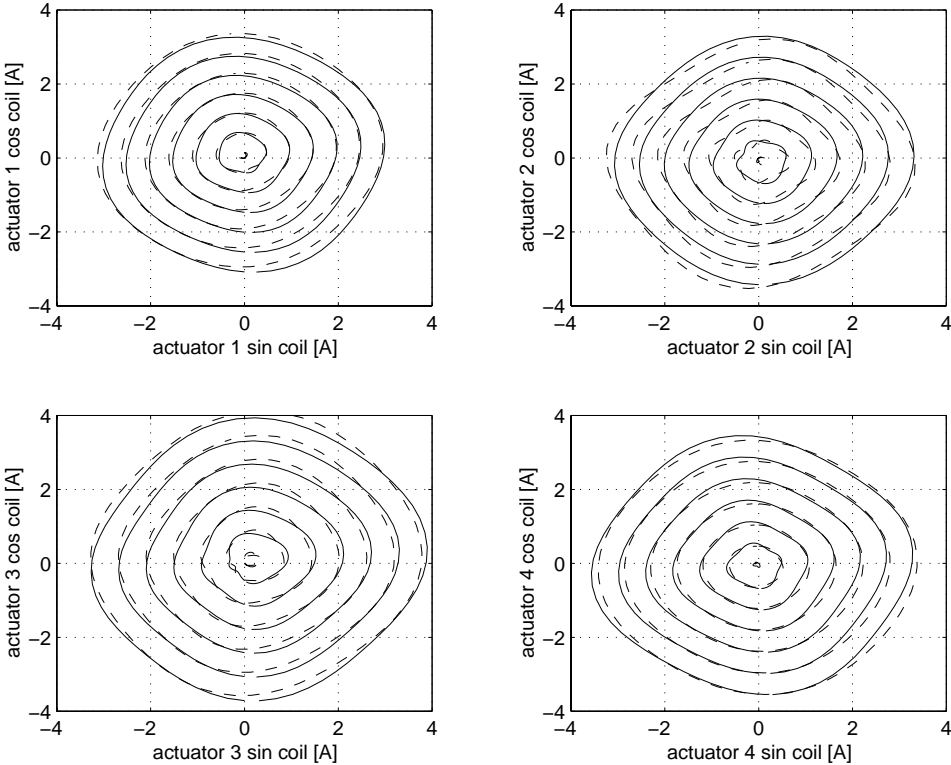 4
2
0
−2
−4
−4 −2 0 2 4
actuator 1 sin coil [A]
actuator 1 cos coil [A]
4
2
0
−2
−4
−4 −2 0 2 4
actuator 2 sin coil [A]
actuator 2 cos coil [A]
4
2
0
−2
−4
−4 −2 0 2 4
actuator 3 sin coil [A]
actuator 3 cos coil [A]
4
2
0
−2
−4
−4 −2 0 2 4
actuator 4 sin coil [A]
actuator 4 cos coil [A]